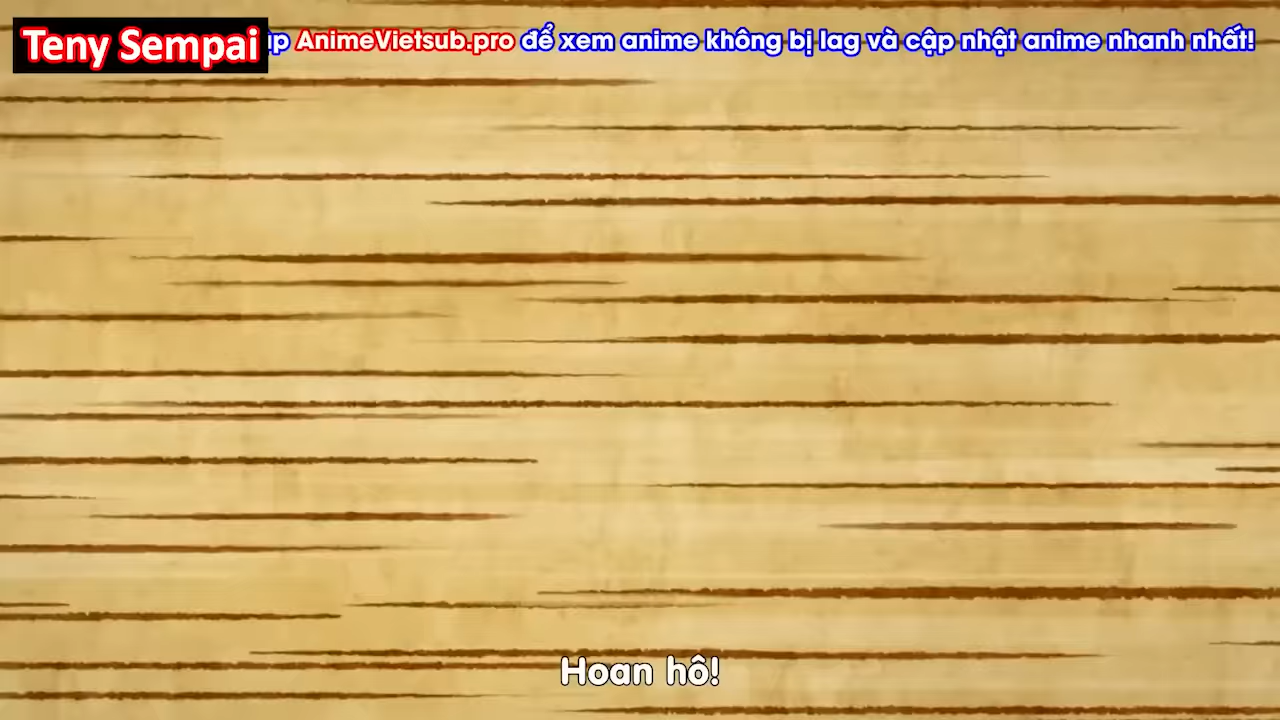 Teny Sempai
AnimeVietsub.pro để xem anime không bị lag và cập nhật anime nhanh nhất!
Hoan hô!